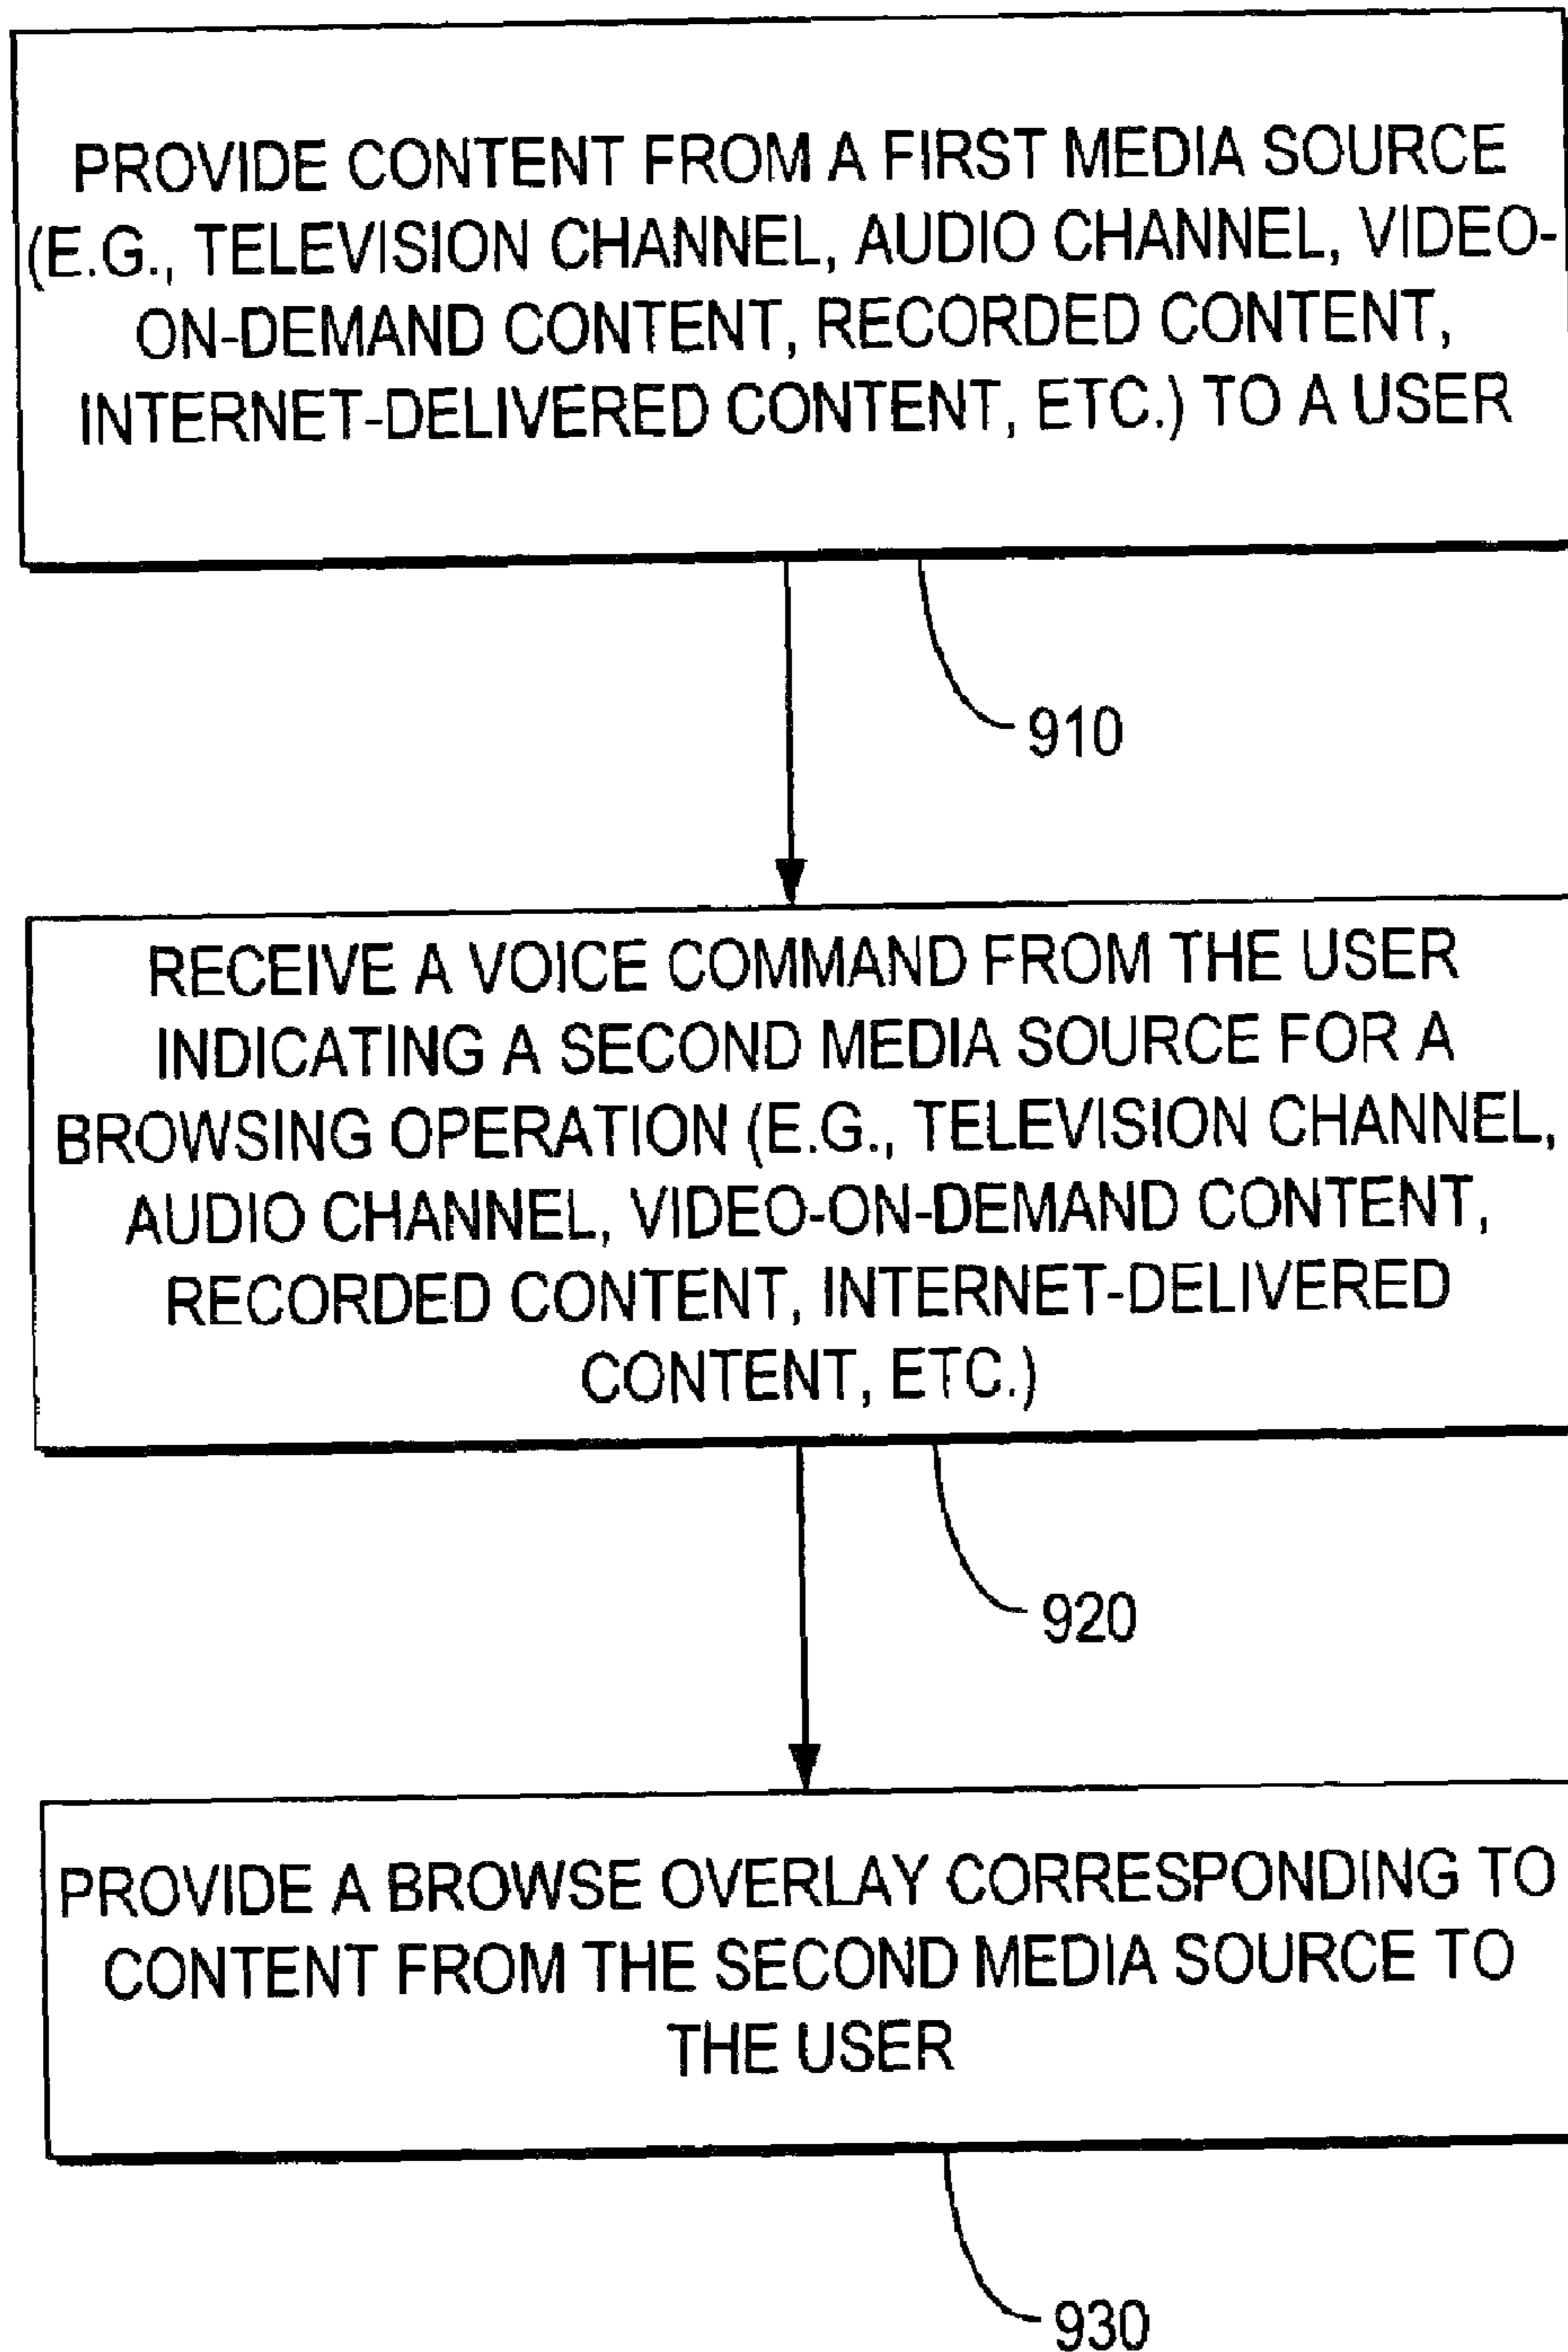 PROVIDE CONTENT FROM A FIRST MEDIA SOURCE
(E.G., TELEVISION CHANNEL, AUDIO CHANNEL, VIDEO-
ON-DEMAND CONTENT, RECORDED CONTENT,
INTERNET-DELIVERED CONTENT, ETC.) TO A USER
910
RECEIVE A VOICE COMMAND FROM THE USER
INDICATING A SECOND MEDIA SOURCE FOR A
BROWSING OPERATION (E.G., TELEVISION CHANNEL,
AUDIO CHANNEL, VIDEO-ON-DEMAND CONTENT,
RECORDED CONTENT, INTERNET-DELIVERED
CONTENT, ETC.)
920
PROVIDE A BROWSE OVERLAY CORRESPONDING TO
CONTENT FROM THE SECOND MEDIA SOURCE TO
THE USER
930